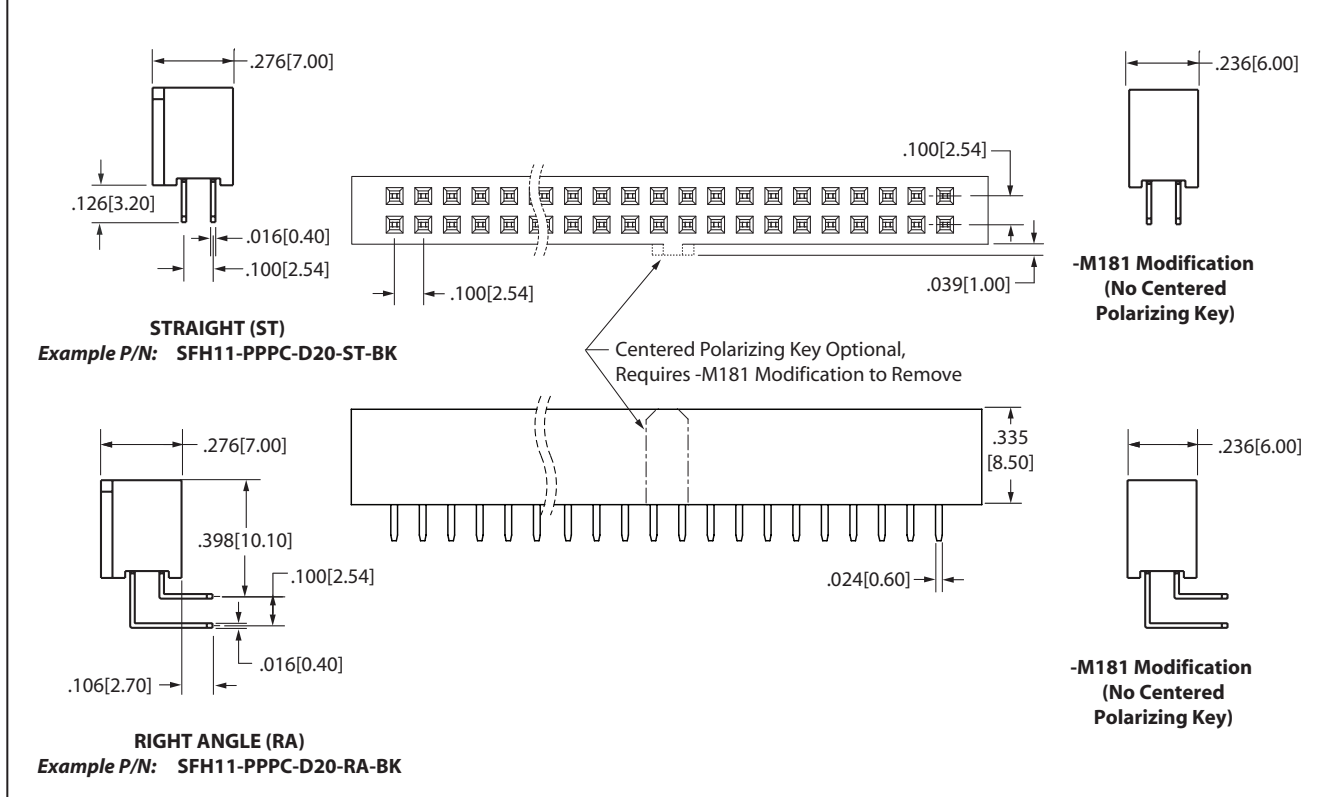 .276[7.00]
.126[3.20]
.016[0.40]
.100[2.54]
STRAIGHT (ST)
Example P/N: SFH11-PPPC-D20-ST-BK
.100[2.54]
.100[2.54]
.039[1.00]
.236[6.00]
-M181 Modification
(No Centered
Polarizing Key)
Centered Polarizing Key Optional,
Requires -M181 Modification to Remove
.276[7.00]
.398[10.10]
.100[2.54]
.016[0.40]
.106[2.70]
RIGHT ANGLE (RA)
Example P/N: SFH11-PPPC-D20-RA-BK
.335
[8.50]
.024[0.60]
.236[6.00]
-M181 Modification
(No Centered
Polarizing Key)